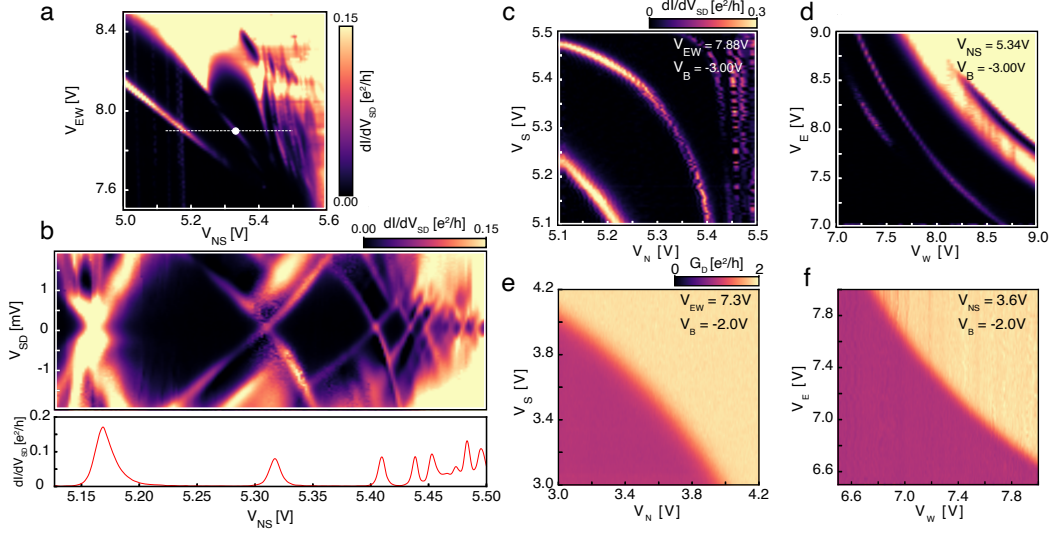 a
8.4
8.0
7.6
V_EW [V]
5.0
5.2
5.4
5.6
V_NS [V]
0.15
0.00
dI/dV_SD [e²/h]
b
0.00
dI/dV_SD [e²/h]
0.15
1
0
-1
V_SD [mV]
0.2
0.1
0
dI/dV_SD [e²/h]
5.15
5.20
5.25
5.30
5.35
5.40
5.45
5.50
V_NS [V]
c
dI/dV_SD [e²/h]
0
0.3
V_EW = 7.88V
V_B = -3.00V
5.5
5.4
5.3
5.2
5.1
V_S [V]
5.1
5.2
5.3
5.4
5.5
V_N [V]
d
V_NS = 5.34V
V_B = -3.00V
9.0
8.5
8.0
7.5
7.0
V_E [V]
7.0
7.5
8.0
8.5
9.0
V_W [V]
e
0
G_D [e²/h]
2
V_EW = 7.3V
V_B = -2.0V
4.2
3.8
3.4
3.0
V_S [V]
3.0
3.4
3.8
4.2
V_N [V]
f
V_NS = 3.6V
V_B = -2.0V
7.8
7.4
7.0
6.6
V_E [V]
6.6
7.0
7.4
7.8
V_W [V]